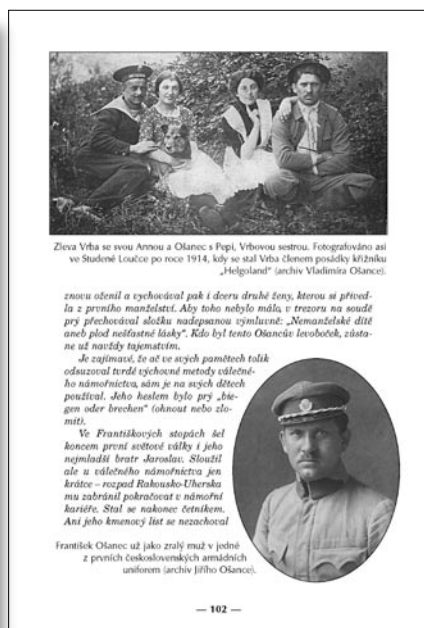 Zleva Vrba se svou Annou a Ošanec s Pepi, Vrbovou sestrou. Fotografováno asi
ve Studené Loučce po roce 1914, kdy se stal Vrba členem posádky křižníku
„Helgoland“ (archiv Vladimíra Ošance).
znovu oženil a vychovával pak i dceru druhé ženy, kterou si přived-
la z prvního manželství. Aby toho nebylo málo, v trezoru na soudě
prý přechovával složku nadepsanou výmluvně: „Nemanželské dítě
aneb plod nešťastné lásky“. Kdo byl tento Ošancův levoboček, zůsta-
ne už navždy tajemstvím.
Je zajímavé, že ač ve svých pamětech tolik
odsuzoval tvrdé výchovné metody váleč­né-
ho námořnictva, sám je na svých dětech
používal. Jeho heslem bylo prý „bie-
gen oder brechen“ (ohnout nebo zlo-
mit).
Ve Františkových stopách šel
koncem první světové války i jeho
nejmladší bratr Jaroslav. Sloužil
ale u válečného námořnictva jen
krátce – rozpad Rakousko-Uherska
mu zabránil pokračovat v námořní
kariéře. Stal se nakonec četníkem.
Ani jeho kmenový list se nezachoval
František Ošanec už jako zralý muž v jedné
z prvních československých armádních
uniforem (archiv Jiřího Ošance).
— 102 —